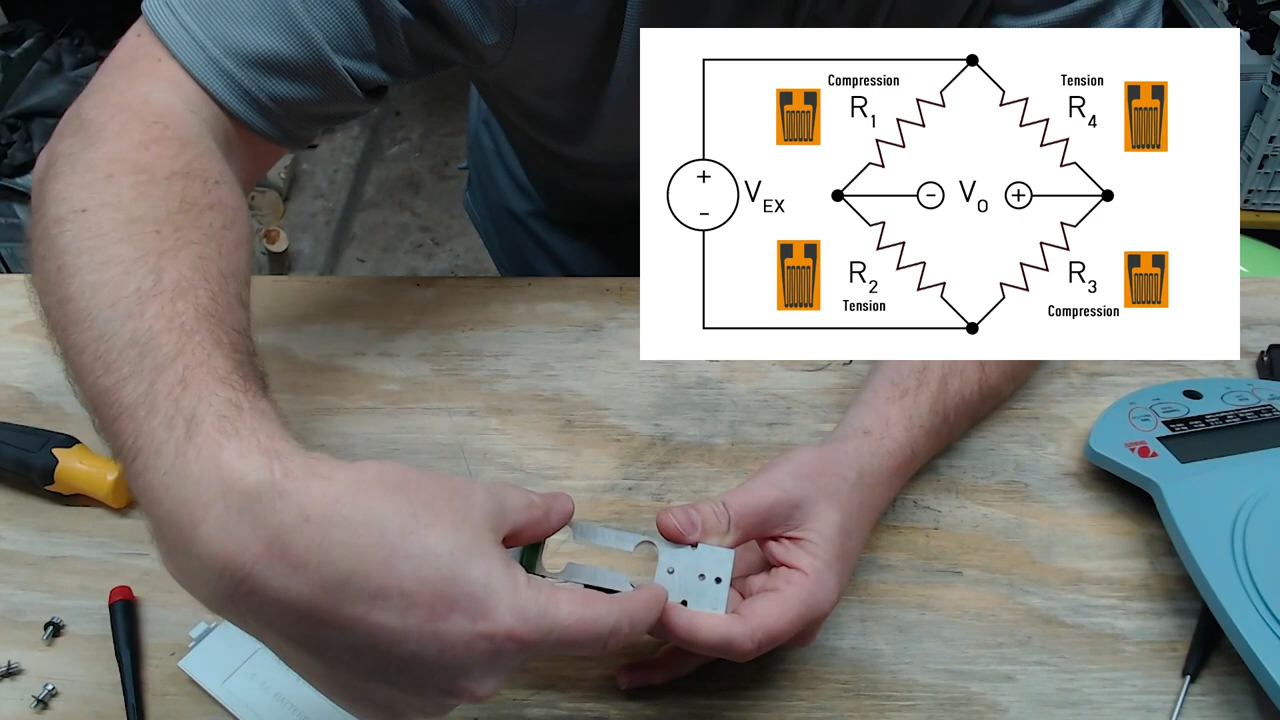 Compression
R1
Tension
R4
+
-
VEX
- VO +
R2
Tension
R3
Compression